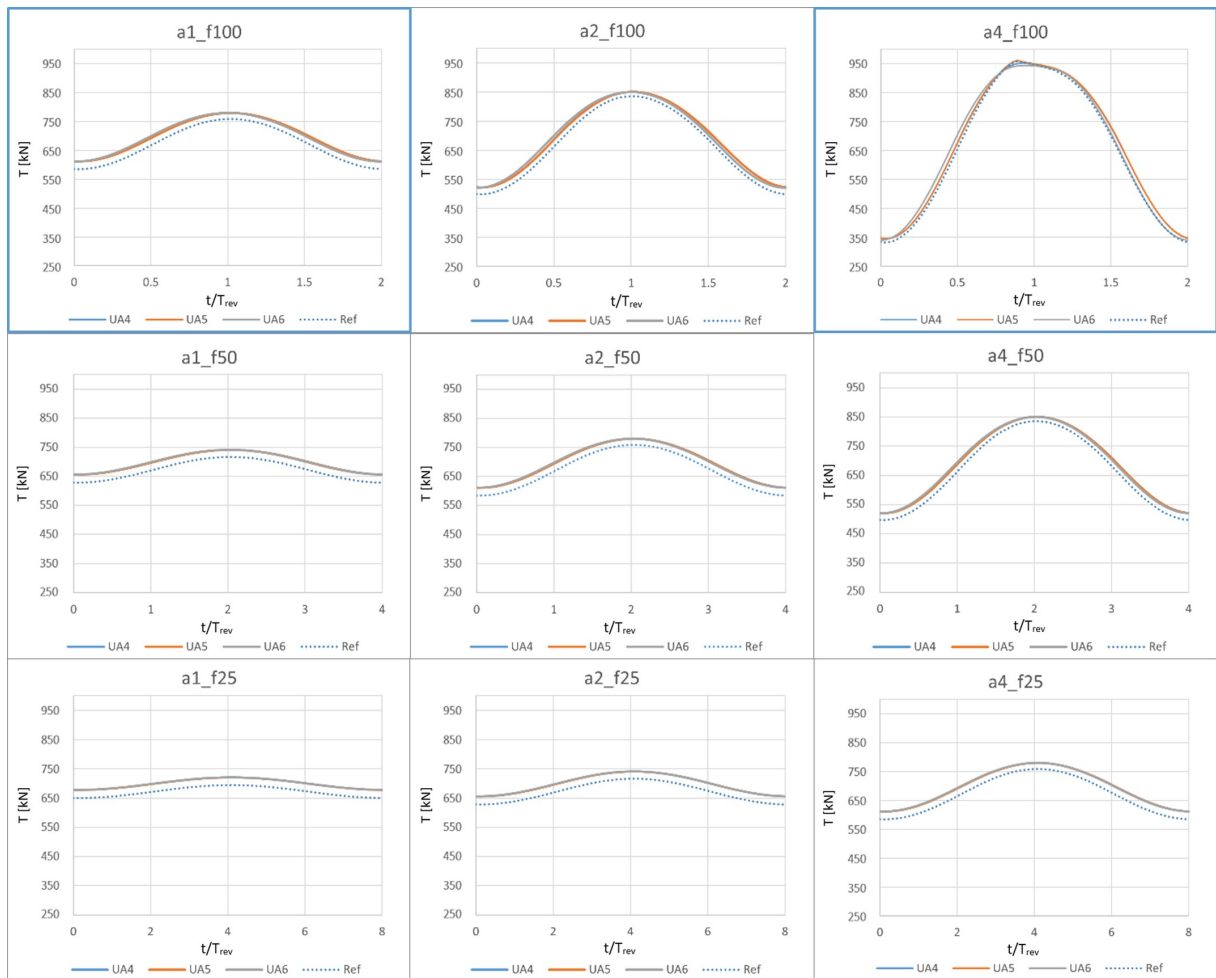 a1_f100
950
850
750
650
550
450
350
250
T [kN]
0 0.5 1 1.5 2
t/Trev
UA4 UA5 UA6 Ref
a2_f100
950
850
750
650
550
450
350
250
T [kN]
0 0.5 1 1.5 2
t/Trev
UA4 UA5 UA6 Ref
a4_f100
950
850
750
650
550
450
350
250
T [kN]
0 0.5 1 1.5 2
t/Trev
UA4 UA5 UA6 Ref
a1_f50
950
850
750
650
550
450
350
250
T [kN]
0 1 2 3 4
t/Trev
UA4 UA5 UA6 Ref
a2_f50
950
850
750
650
550
450
350
250
T [kN]
0 1 2 3 4
t/Trev
UA4 UA5 UA6 Ref
a4_f50
950
850
750
650
550
450
350
250
T [kN]
0 1 2 3 4
t/Trev
UA4 UA5 UA6 Ref
a1_f25
950
850
750
650
550
450
350
250
T [kN]
0 2 4 6 8
t/Trev
UA4 UA5 UA6 Ref
a2_f25
950
850
750
650
550
450
350
250
T [kN]
0 2 4 6 8
t/Trev
UA4 UA5 UA6 Ref
a4_f25
950
850
750
650
550
450
350
250
T [kN]
0 2 4 6 8
t/Trev
UA4 UA5 UA6 Ref